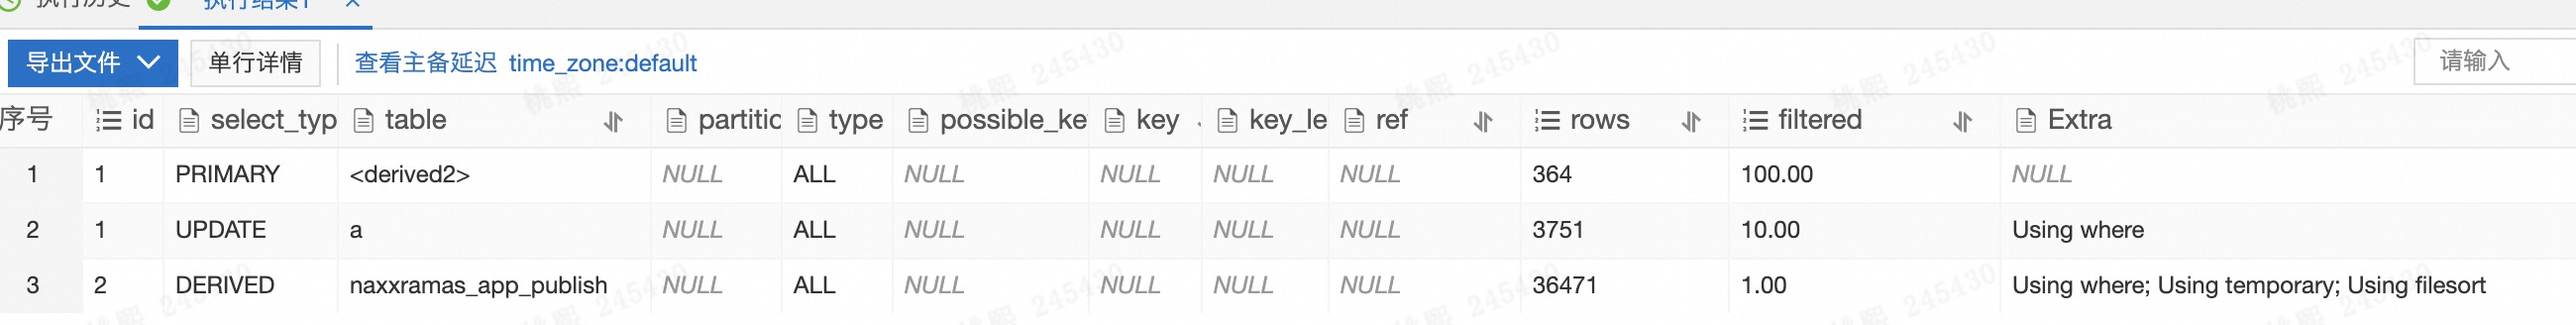 执行历史 执行结果1 ×
导出文件 单行详情 查看主备延迟 time_zone:default 请输入
序号 id select_typ table partitic type possible_ke key key_le ref rows filtered Extra
1 1 PRIMARY <derived2> NULL ALL NULL NULL NULL NULL 364 100.00 NULL
2 1 UPDATE a NULL ALL NULL NULL NULL NULL 3751 10.00 Using where
3 2 DERIVED naxxramas_app_publish NULL ALL NULL NULL NULL NULL 36471 1.00 Using where; Using temporary; Using filesort
桃熙 245430